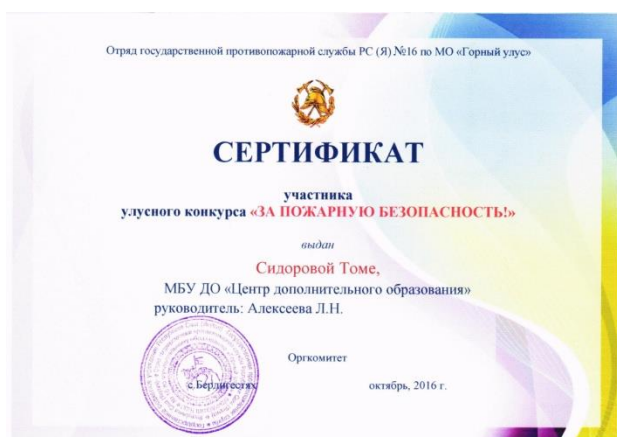 Отряд государственной противопожарной службы РС (Я) №16 по МО «Горный улус»
СЕРТИФИКАТ
участника
улусного конкурса «ЗА ПОЖАРНУЮ БЕЗОПАСНОСТЬ!»
выдан
Сидоровой Томе,
МБУ ДО «Центр дополнительного образования»
руководитель: Алексеева Л.Н.
Оргкомитет
с.Бердигестях
октябрь, 2016 г.